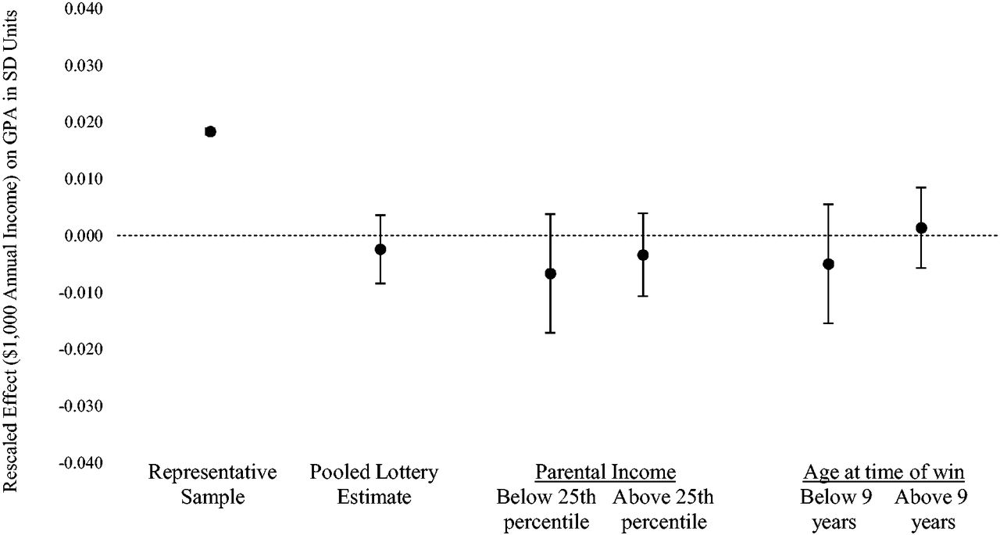 Rescaled Effect ($1,000 Annual Income) on GPA in SD Units
0.040
0.030
0.020
0.010
0.000
-0.010
-0.020
-0.030
-0.040
Representative
Sample
Pooled Lottery
Estimate
Parental Income
Below 25th
percentile
Above 25th
percentile
Age at time of win
Below 9
years
Above 9
years